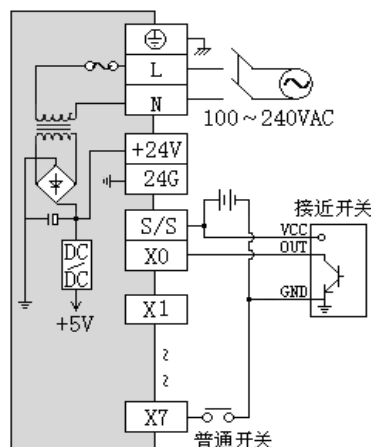 L
N
100~240VAC
+24V
24G
S/S
接近开关
VCC
X0
OUT
DC
DC
GND
+5V
X1
~
~
X7
普通开关